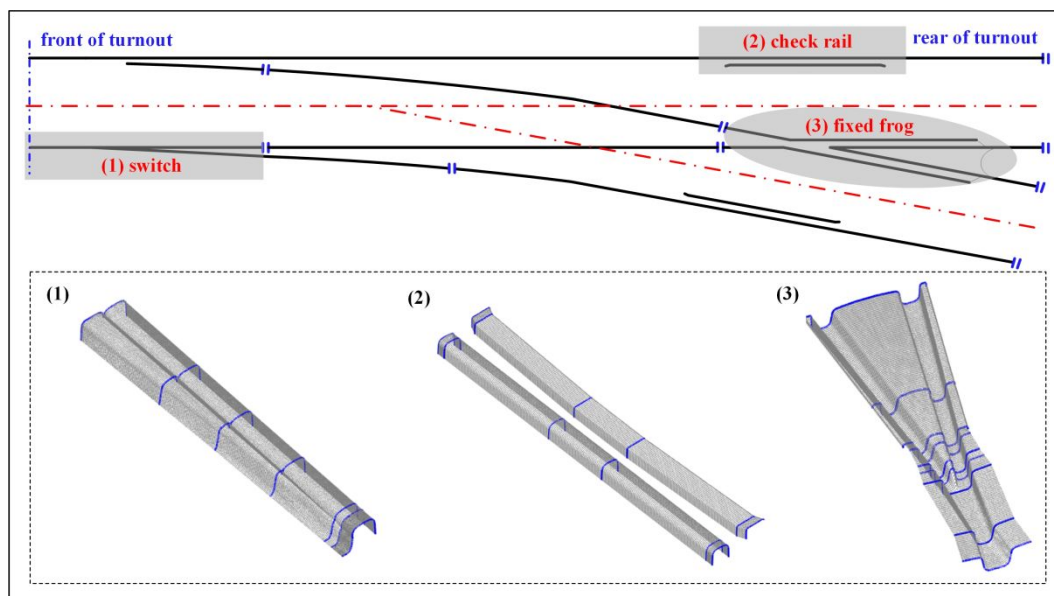 front of turnout
(2) check rail
rear of turnout
(3) fixed frog
(1) switch
(1)
(2)
(3)